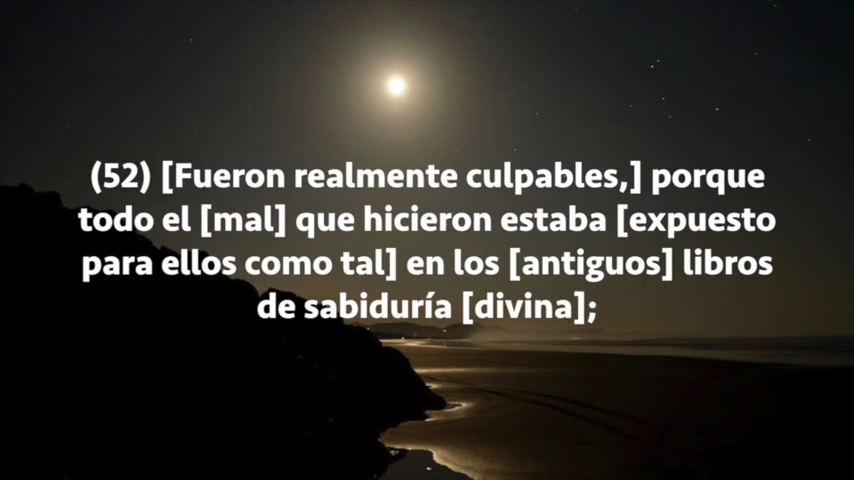 (52) [Fueron realmente culpables,] porque
todo el [mal] que hicieron estaba [expuesto
para ellos como tal] en los [antiguos] libros
de sabiduría [divina];